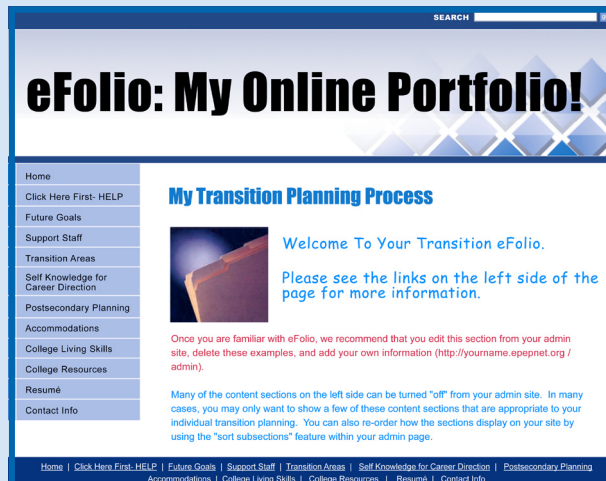 SEARCH
eFolio: My Online Portfolio!
Home
Click Here First- HELP
Future Goals
Support Staff
Transition Areas
Self Knowledge for
Career Direction
Postsecondary Planning
Accommodations
College Living Skills
College Resources
Resumé
Contact Info
My Transition Planning Process
Welcome To Your Transition eFolio.
Please see the links on the left side of the
page for more information.
Once you are familiar with eFolio, we recommend that you edit this section from your admin
site, delete these examples, and add your own information (http://yourname.epepnet.org /
admin).
Many of the content sections on the left side can be turned "off" from your admin site.  In many
cases, you may only want to show a few of these content sections that are appropriate to your
individual transition planning.  You can also re-order how the sections display on your site by
using the "sort subsections" feature within your admin page.
Home | Click Here First- HELP | Future Goals | Support Staff | Transition Areas | Self Knowledge for Career Direction | Postsecondary Planning
Accommodations | College Living Skills | College Resources | Resumé | Contact Info